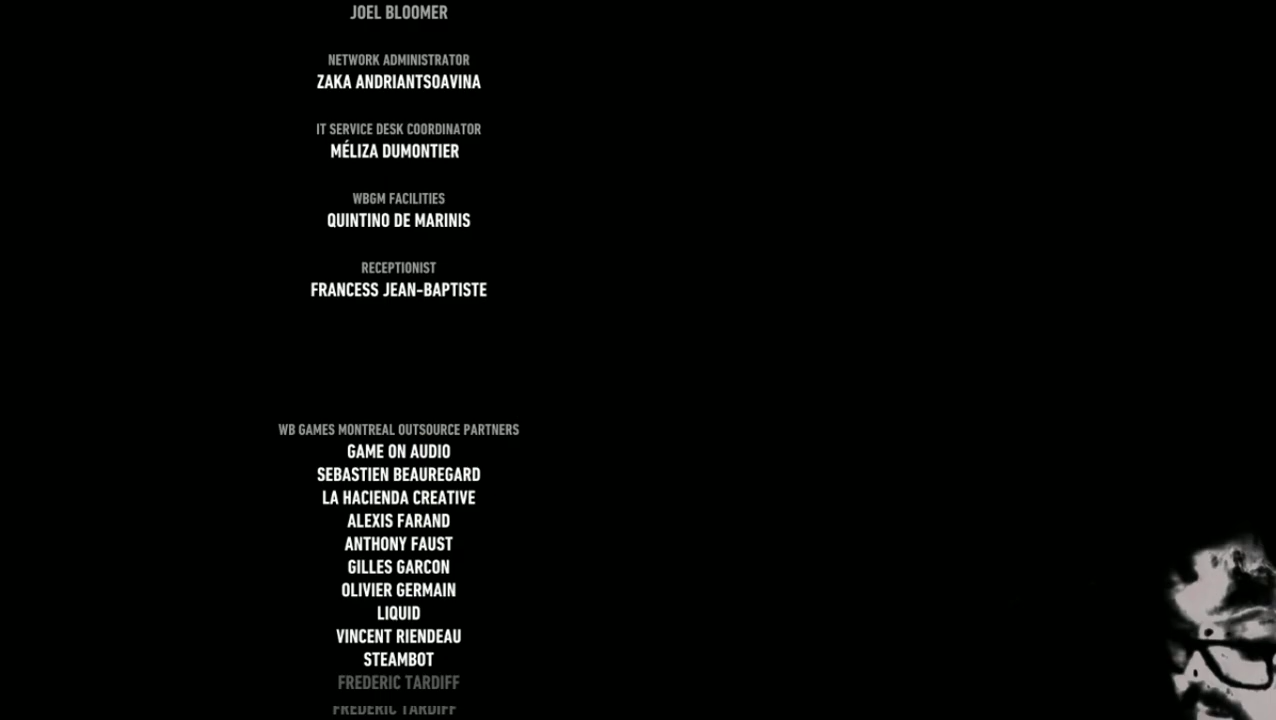 JOEL BLOOMER
NETWORK ADMINISTRATOR
ZAKA ANDRIANTSOAVINA
IT SERVICE DESK COORDINATOR
MÉLIZA DUMONTIER
WBGM FACILITIES
QUINTINO DE MARINIS
RECEPTIONIST
FRANCESS JEAN-BAPTISTE
WB GAMES MONTREAL OUTSOURCE PARTNERS
GAME ON AUDIO
SEBASTIEN BEAUREGARD
LA HACIENDA CREATIVE
ALEXIS FARAND
ANTHONY FAUST
GILLES GARCON
OLIVIER GERMAIN
LIQUID
VINCENT RIENDEAU
STEAMBOT
FREDERIC TARDIFF
FREDERIC TARDIFF